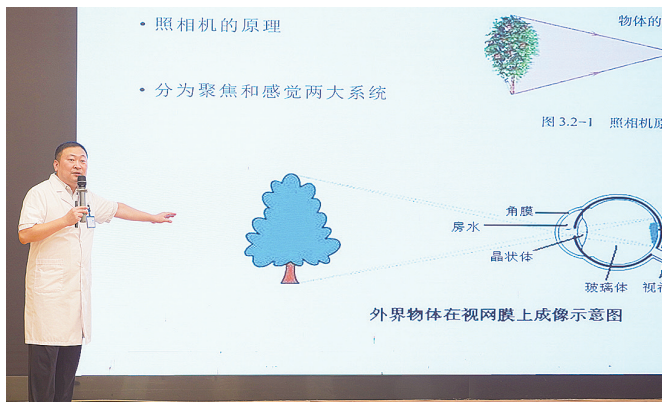 • 照相机的原理
物体的
• 分为聚焦和感觉两大系统
图 3.2-1 照相机原
角膜
房水
晶状体
玻璃体
外界物体在视网膜上成像示意图